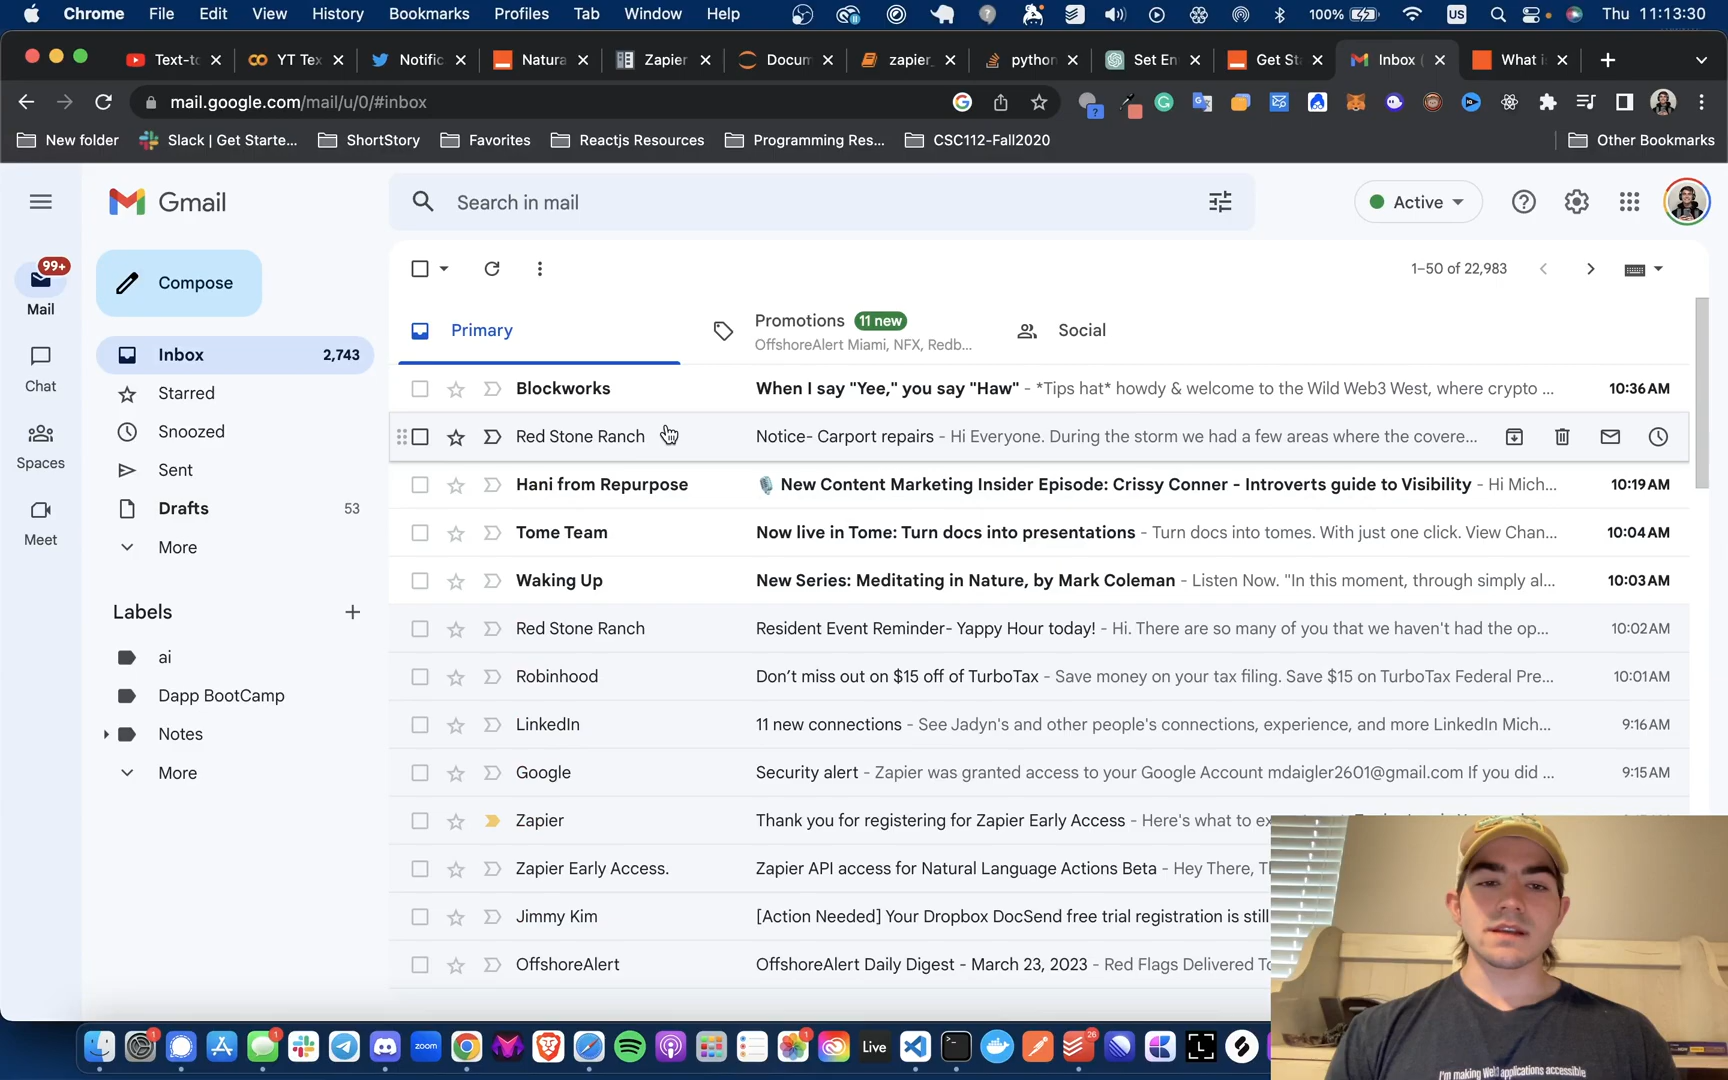 Chrome File Edit View History Bookmarks Profiles Tab Window Help 100% US Thu 11:13:30
Text-to YT Tex Notific Natura Zapier Docum zapier_ python Set En Get Sta Inbox ( What i
mail.google.com/mail/u/0/#inbox
New folder Slack | Get Starte... ShortStory Favorites Reactjs Resources Programming Res... CSC112-Fall2020 Other Bookmarks
Gmail Search in mail Active
Compose
1–50 of 22,983
99+
Mail
Chat
Spaces
Meet
Inbox 2,743
Starred
Snoozed
Sent
Drafts 53
More
Labels
ai
Dapp BootCamp
Notes
More
Primary Promotions 11 new Social
OffshoreAlert Miami, NFX, Redb...
Blockworks When I say "Yee," you say "Haw" - *Tips hat* howdy & welcome to the Wild Web3 West, where crypto ... 10:36 AM
Red Stone Ranch Notice- Carport repairs - Hi Everyone. During the storm we had a few areas where the covere...
Hani from Repurpose 🎙️ New Content Marketing Insider Episode: Crissy Conner - Introverts guide to Visibility - Hi Mich... 10:19 AM
Tome Team Now live in Tome: Turn docs into presentations - Turn docs into tomes. With just one click. View Chan... 10:04 AM
Waking Up New Series: Meditating in Nature, by Mark Coleman - Listen Now. "In this moment, through simply al... 10:03 AM
Red Stone Ranch Resident Event Reminder- Yappy Hour today! - Hi. There are so many of you that we haven't had the op... 10:02 AM
Robinhood Don’t miss out on $15 off of TurboTax - Save money on your tax filing. Save $15 on TurboTax Federal Pre... 10:01 AM
LinkedIn 11 new connections - See Jadyn's and other people's connections, experience, and more LinkedIn Mich... 9:16 AM
Google Security alert - Zapier was granted access to your Google Account mdaigler2601@gmail.com If you did ... 9:15 AM
Zapier Thank you for registering for Zapier Early Access - Here's what to ex
Zapier Early Access. Zapier API access for Natural Language Actions Beta - Hey There, T
Jimmy Kim [Action Needed] Your Dropbox DocSend free trial registration is still
OffshoreAlert OffshoreAlert Daily Digest - March 23, 2023 - Red Flags Delivered To
zoom Live 26
I'm making Web3 applications accessible